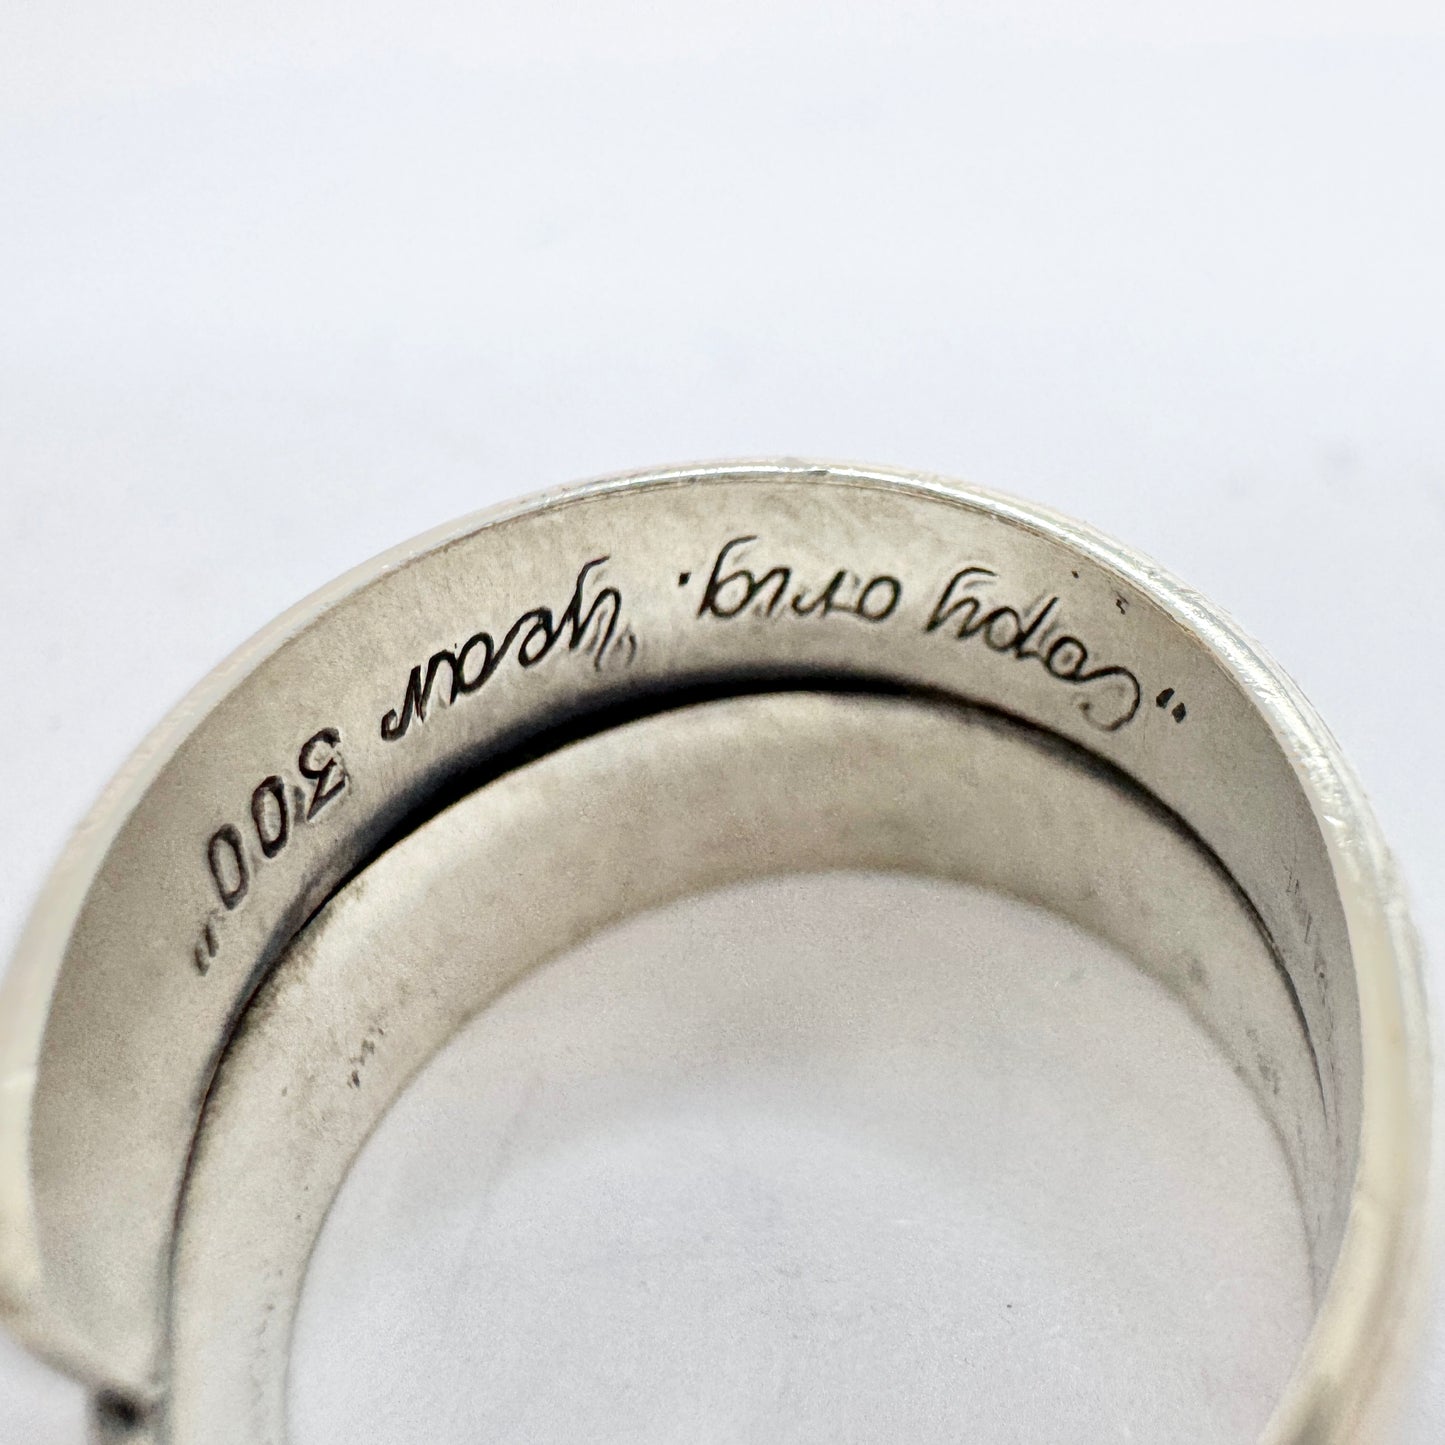 "Copy orig. Year 300"